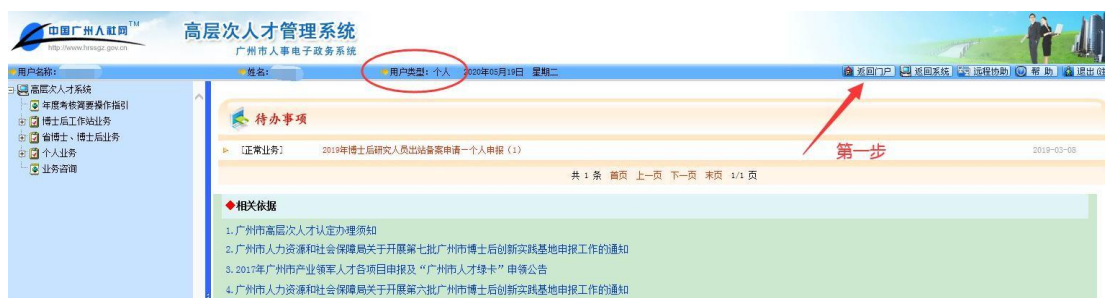 中国广州人社网 TM
http://www.hrssgz.gov.cn
高层次人才管理系统
广州市人事电子政务系统
用户名称：
姓名：
用户类型：个人 2020年05月19日 星期二
返回门户 返回系统 远程协助 帮 助 退出
高层次人才系统
年度考核简要操作指引
博士后工作站业务
省博士、博士后业务
个人业务
业务咨询
待办事项
[正常业务] 2019年博士后研究人员出站备案申请－个人申报（1） 2019-03-08
第一步
共 1 条 首页 上一页 下一页 末页 1/1 页
◆相关依据
1.广州市高层次人才认定办理须知
2.广州市人力资源和社会保障局关于开展第七批广州市博士后创新实践基地申报工作的通知
3.2017年广州市产业领军人才各项目申报及“广州市人才绿卡”申领公告
4.广州市人力资源和社会保障局关于开展第六批广州市博士后创新实践基地申报工作的通知